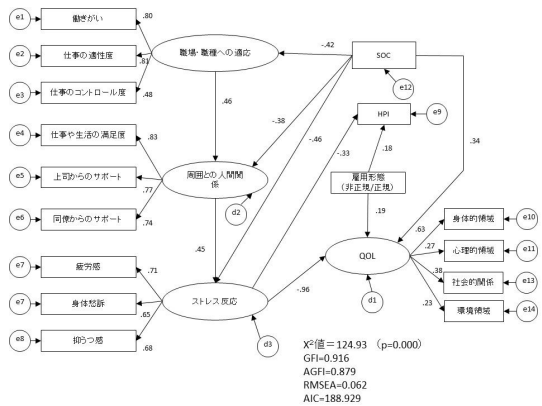 e1
働きがい
.80
e2
仕事の適性度
.81
e3
仕事のコントロール度
.48
職場・職種への適応
-.42
SOC
e12
HPI
e9
.46
-.38
-.46
-.33
.34
.18
e4
仕事や生活の満足度
.83
e5
上司からのサポート
.77
e6
同僚からのサポート
.74
周囲との人間関
係
d2
雇用形態
(非正規/正規)
.19
.45
QOL
d1
.63
身体的領域
e10
.27
心理的領域
e11
.38
社会的関係
e13
.23
環境領域
e14
e7
疲労感
.71
e7
身体愁訴
.65
e8
抑うつ感
.68
ストレス反応
-.96
d3
X²値＝124.93 （p=0.000）
GFI=0.916
AGFI=0.879
RMSEA=0.062
AIC=188.929